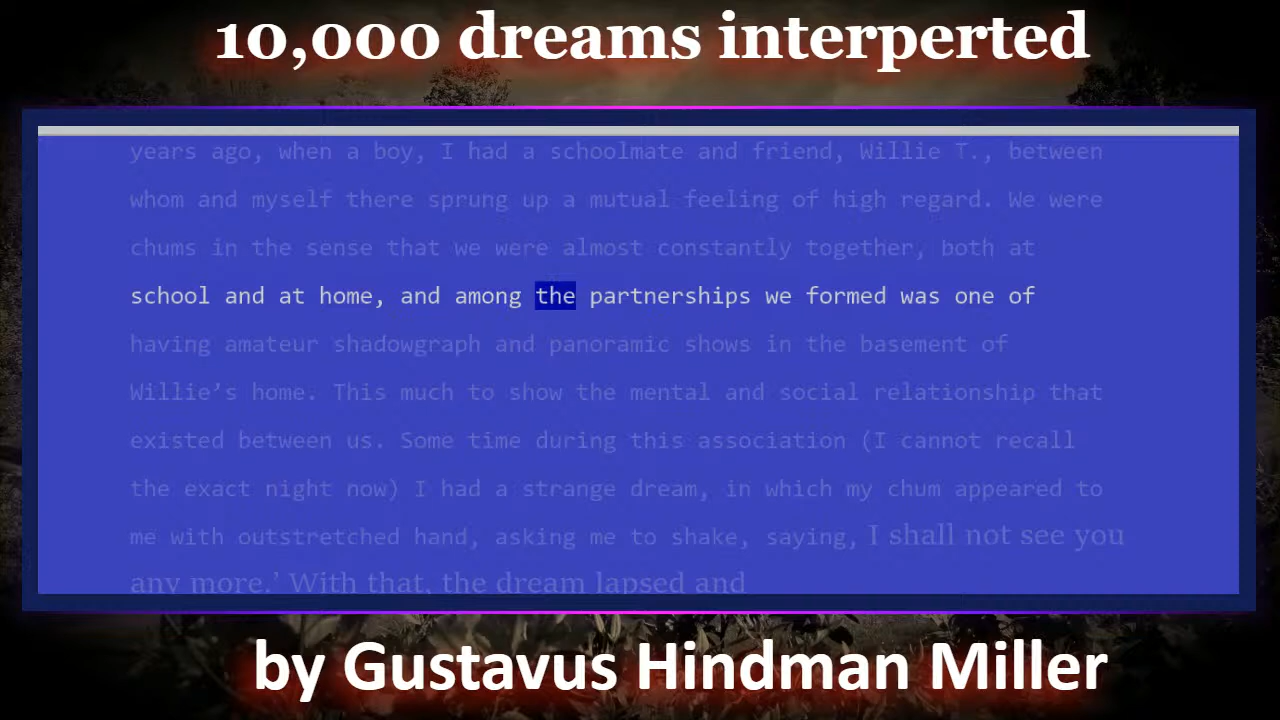 10,000 dreams interperted
years ago, when a boy, I had a schoolmate and friend, Willie T., between
whom and myself there sprung up a mutual feeling of high regard. We were
chums in the sense that we were almost constantly together, both at
school and at home, and among the partnerships we formed was one of
having amateur shadowgraph and panoramic shows in the basement of
Willie’s home. This much to show the mental and social relationship that
existed between us. Some time during this association (I cannot recall
the exact night now) I had a strange dream, in which my chum appeared to
me with outstretched hand, asking me to shake, saying, I shall not see you
any more.’ With that, the dream lapsed and
by Gustavus Hindman Miller